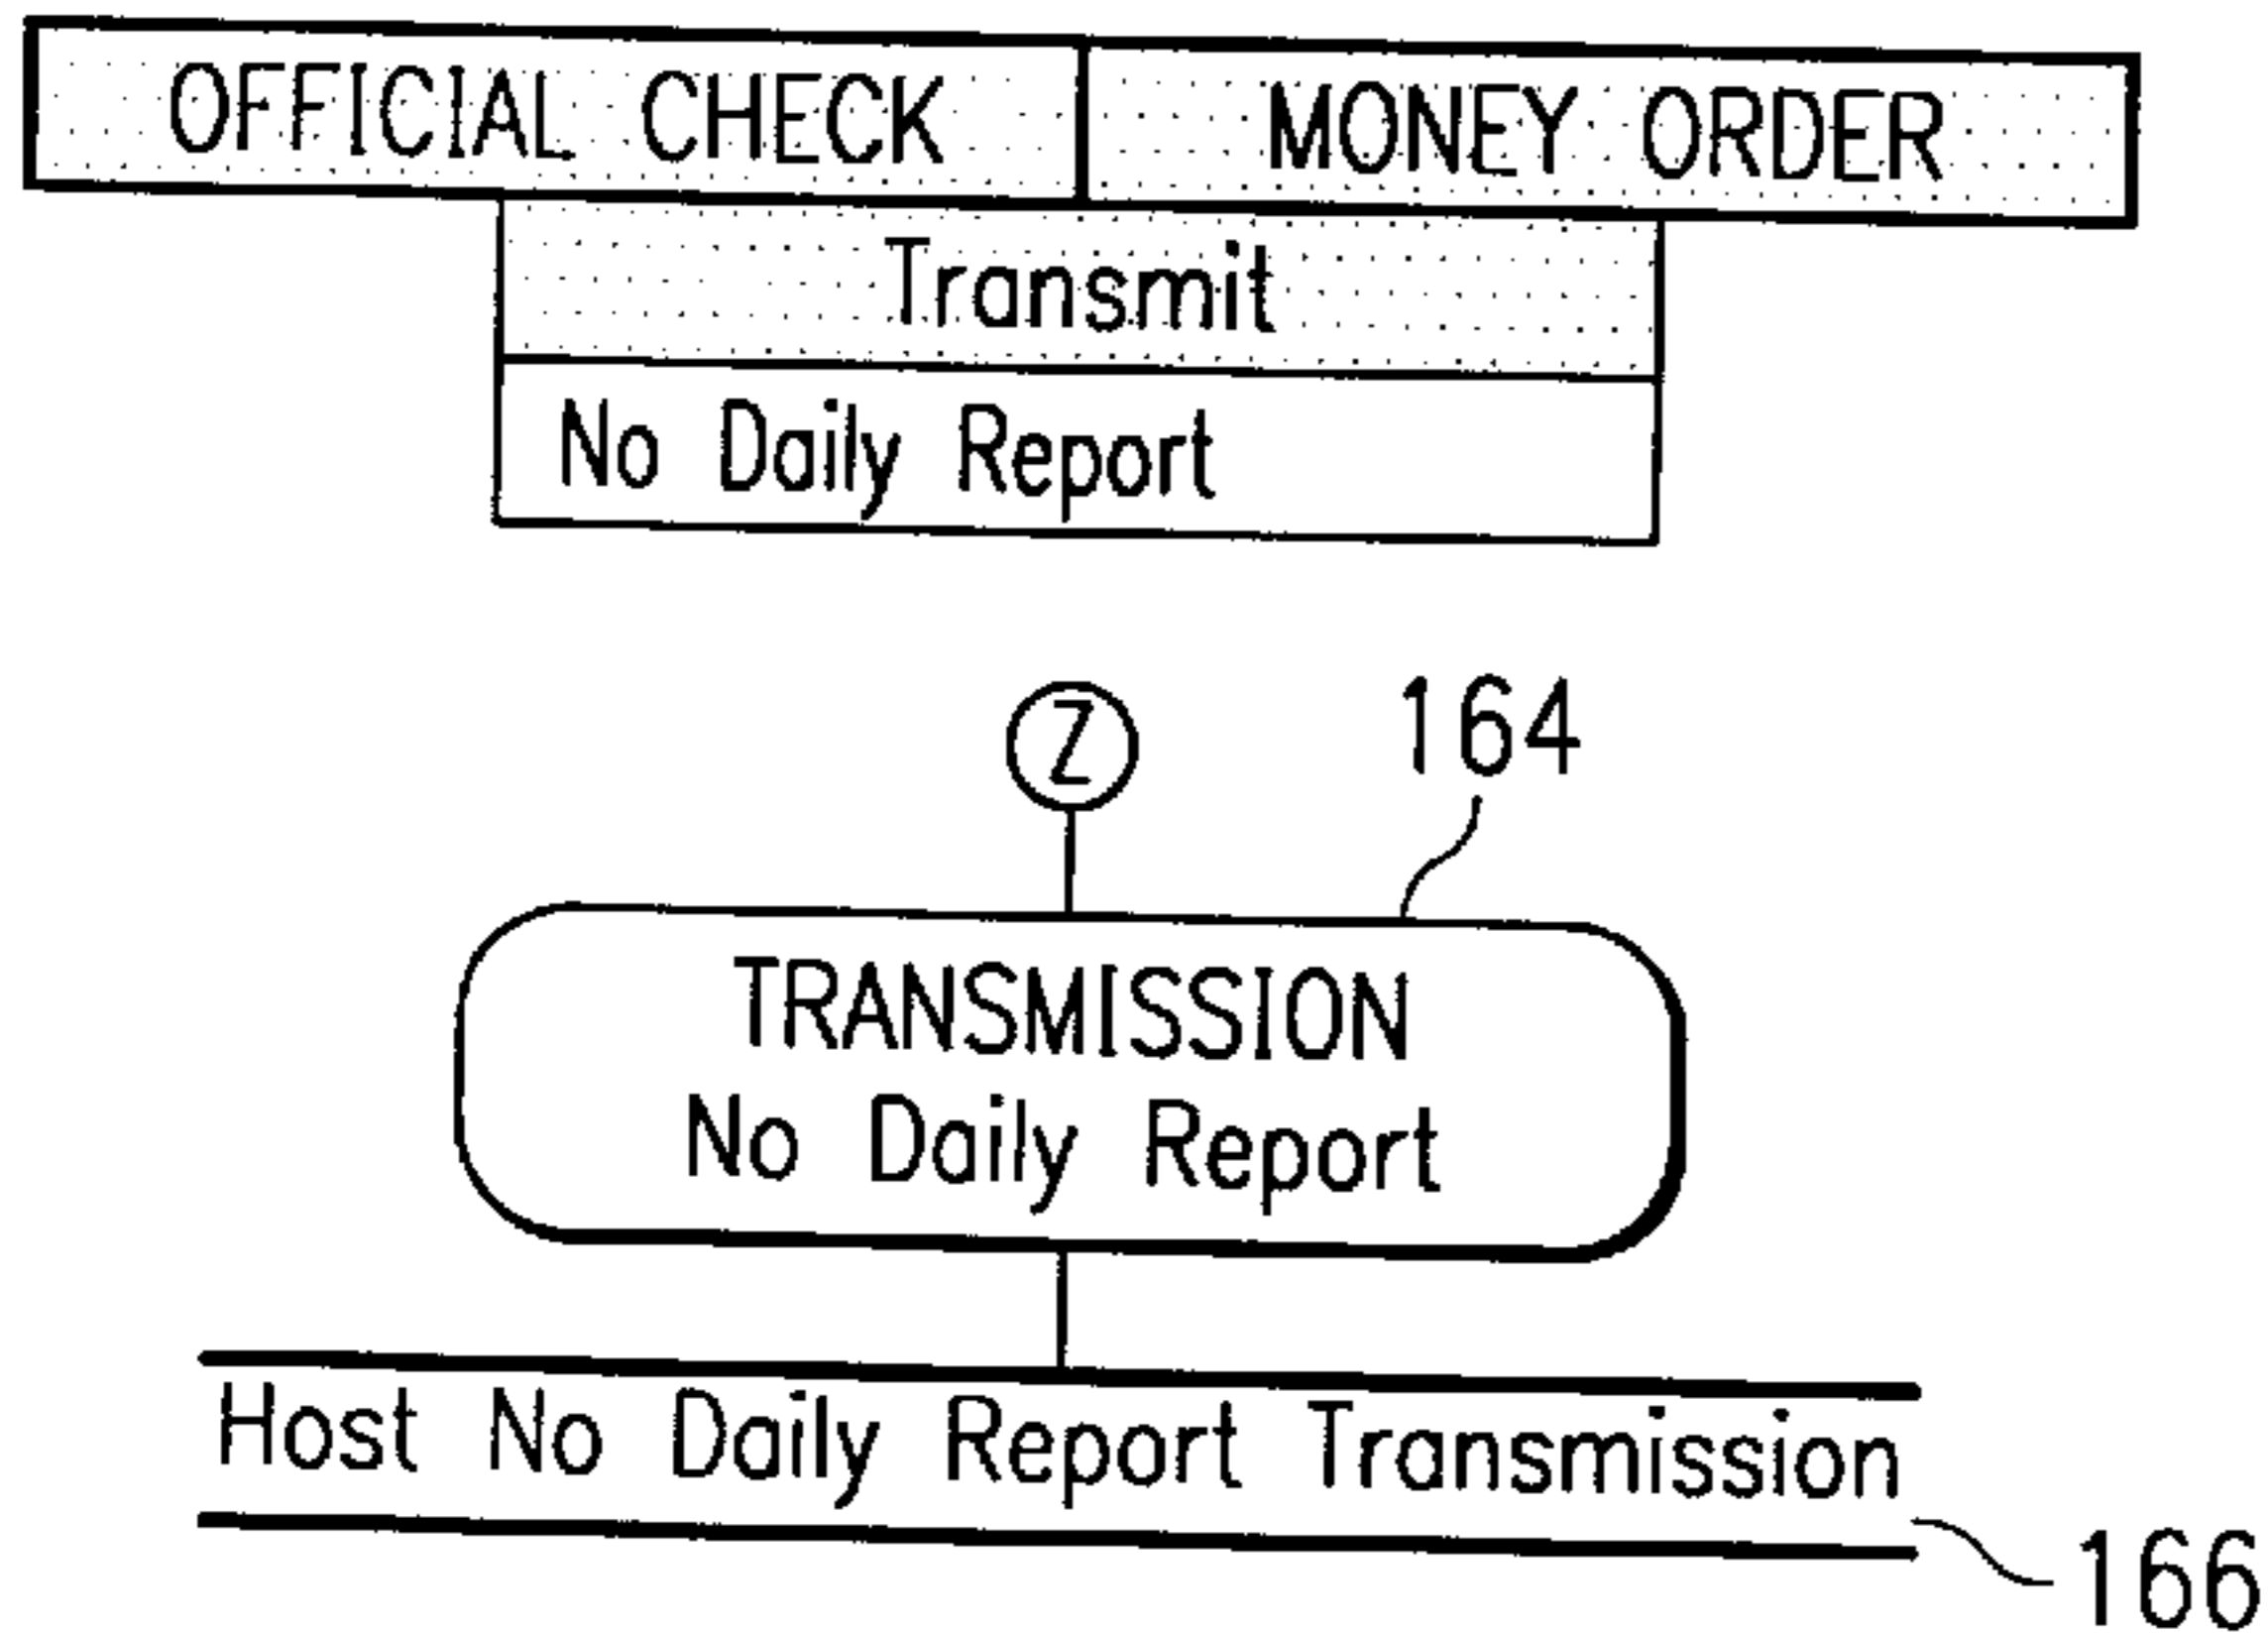 OFFICIAL CHECK MONEY ORDER
Transmit
No Daily Report
Z
164
TRANSMISSION
No Daily Report
Host No Daily Report Transmission
166